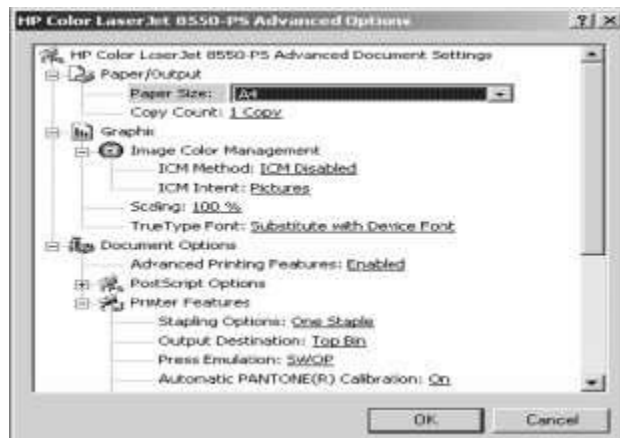 HP Color LaserJet 8550-PS Advanced Options
HP Color LaserJet 8550-PS Advanced Document Settings
Paper/Output
Paper Size: A4
Copy Count: 1 Copy
Graphic
Image Color Management
ICM Method: ICM Disabled
ICM Intent: Pictures
Scaling: 100 %
TrueType Font: Substitute with Device Font
Document Options
Advanced Printing Features: Enabled
PostScript Options
Printer Features
Stapling Options: One Staple
Output Destination: Top Bin
Press Emulation: SWOP
Automatic PANTONE(R) Calibration: On
OK Cancel